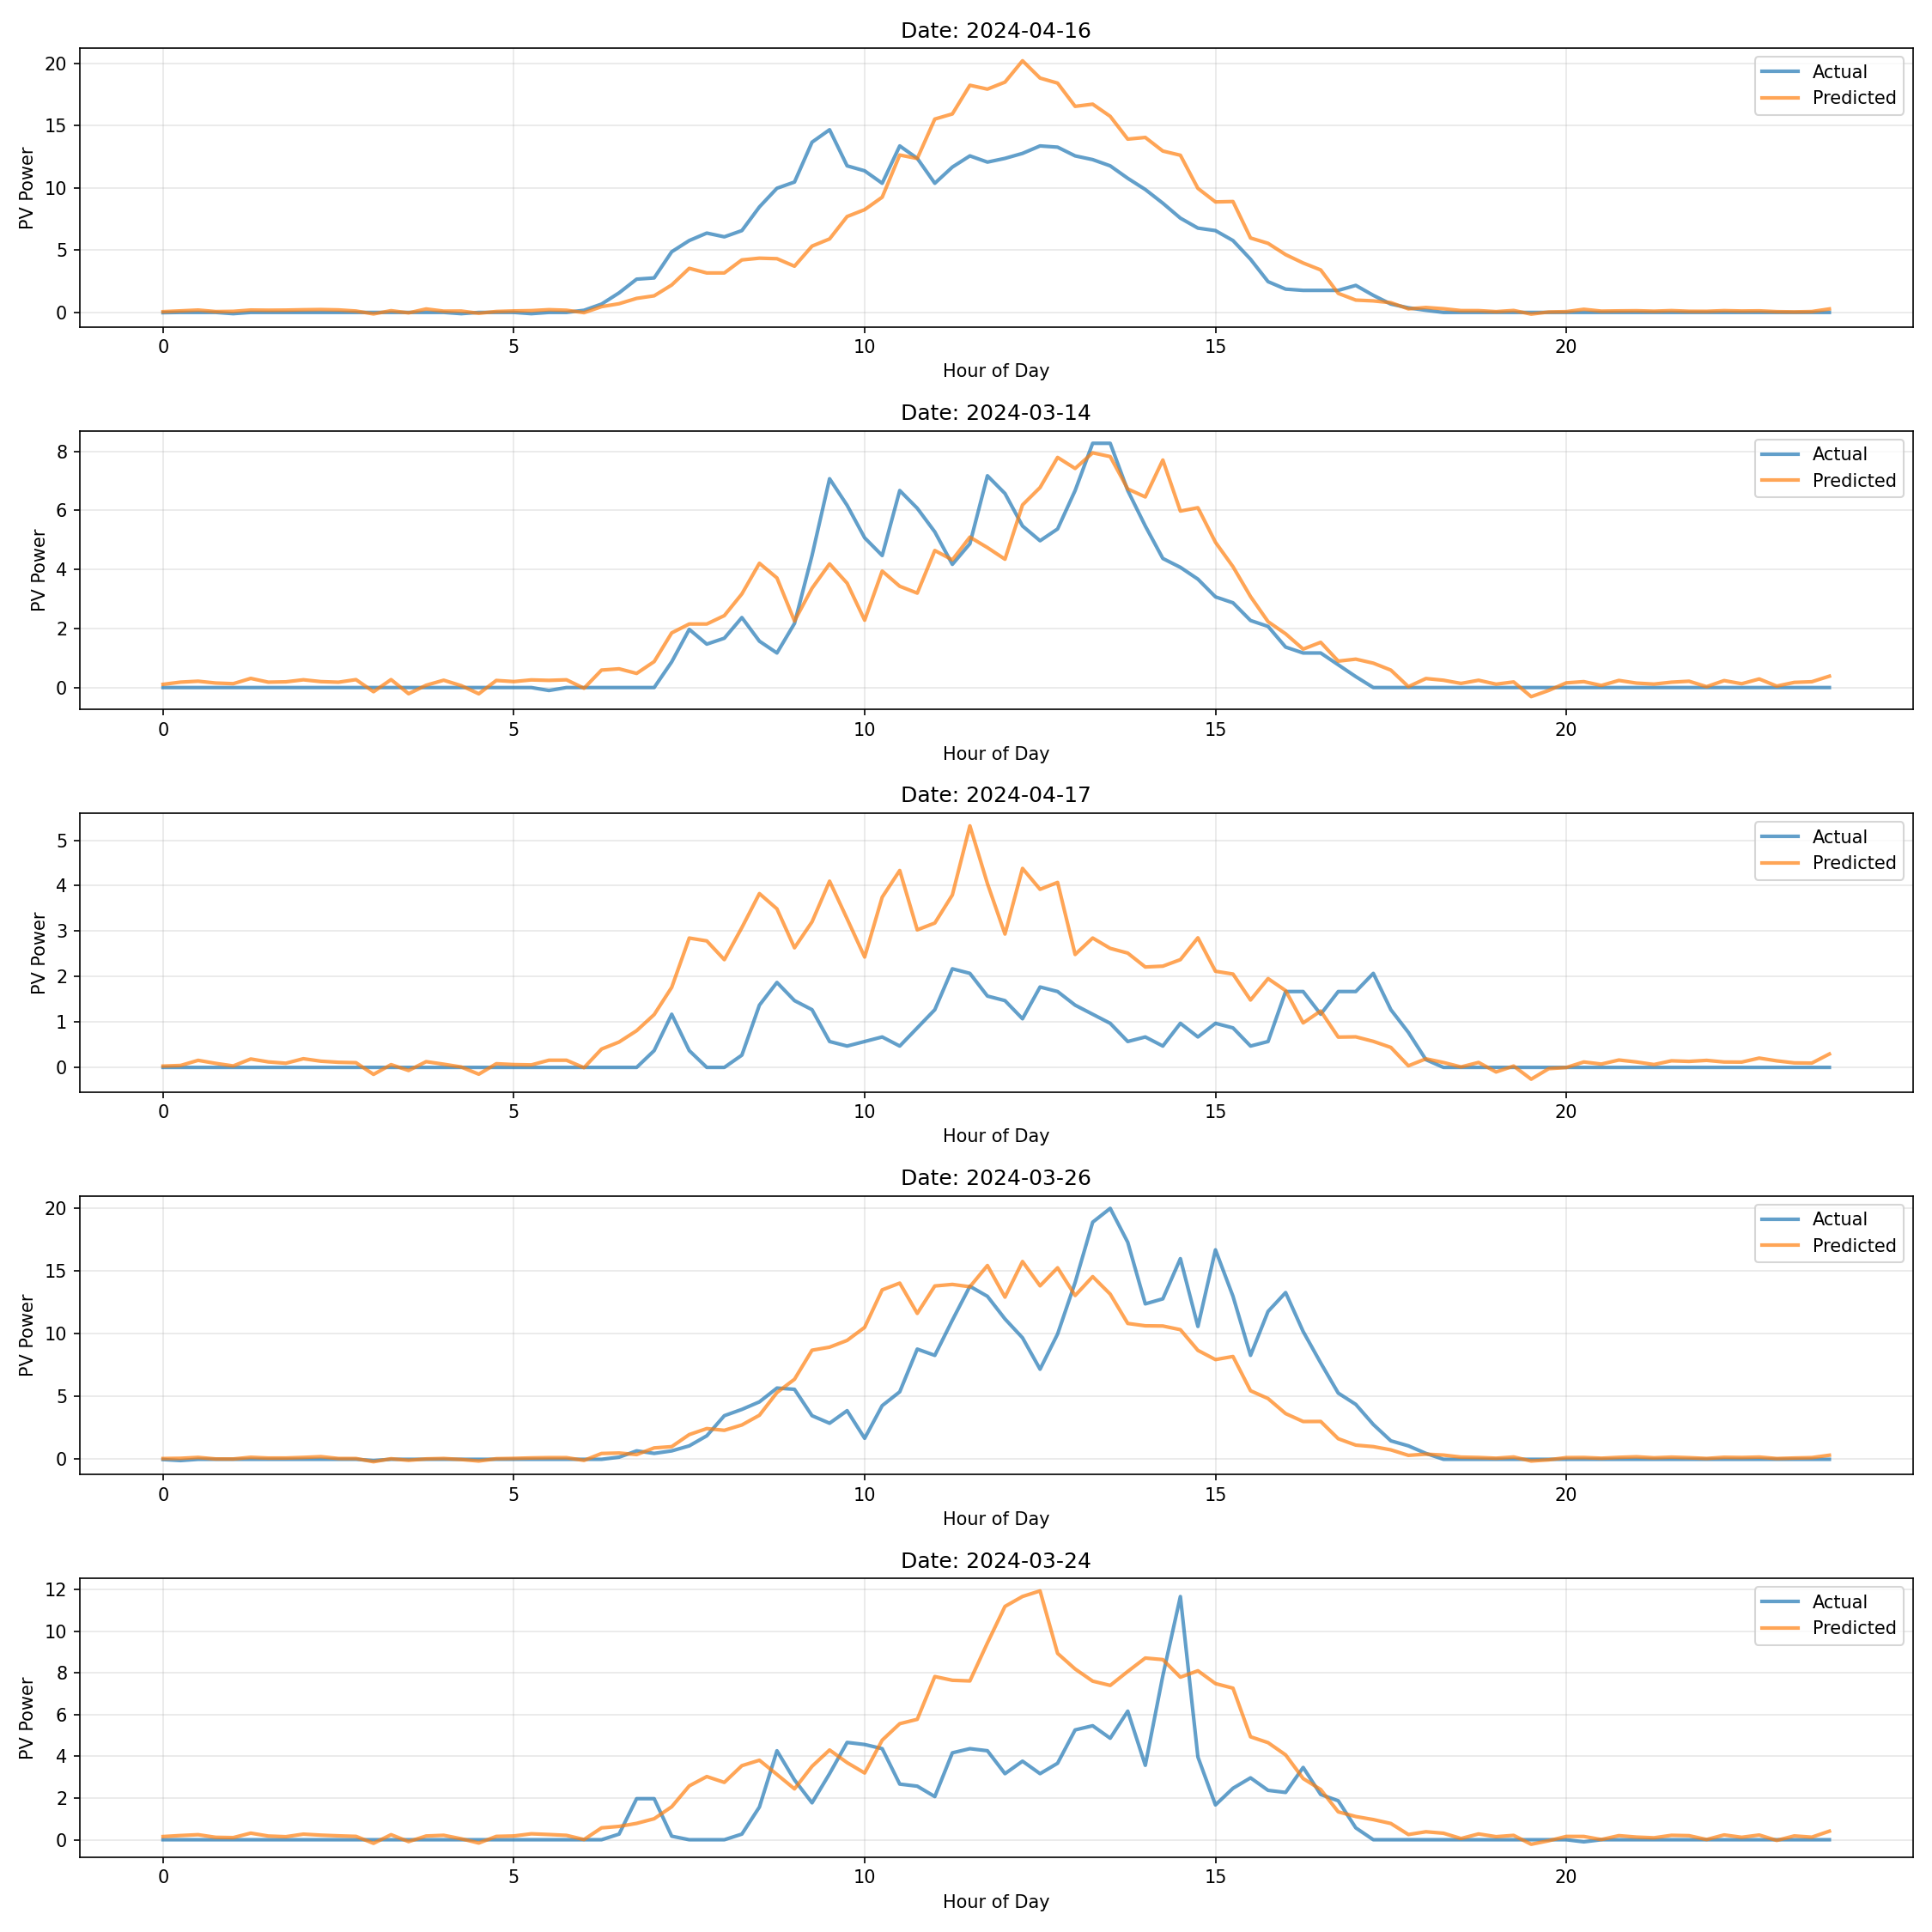 Date: 2024-04-16
20
15
10
5
0
PV Power
Actual
Predicted
0 5 10 15 20
Hour of Day
Date: 2024-03-14
8
6
4
2
0
PV Power
Actual
Predicted
0 5 10 15 20
Hour of Day
Date: 2024-04-17
5
4
3
2
1
0
PV Power
Actual
Predicted
0 5 10 15 20
Hour of Day
Date: 2024-03-26
20
15
10
5
0
PV Power
Actual
Predicted
0 5 10 15 20
Hour of Day
Date: 2024-03-24
12
10
8
6
4
2
0
PV Power
Actual
Predicted
0 5 10 15 20
Hour of Day